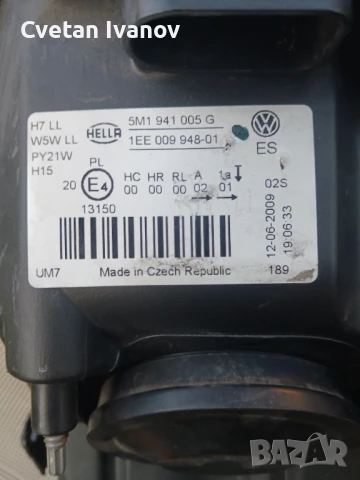 Cvetan Ivanov
H7 LL
W5W LL
PY21W
H15
HELLA
5M1 941 005 G
1EE 009 948-01
VW
ES
PL
20 E4
13150
HC HR RL A 1a
00 00 00 02 01
02S
12-06-2009
19:06:33
UM7
Made in Czech Republic
189
BAZAR